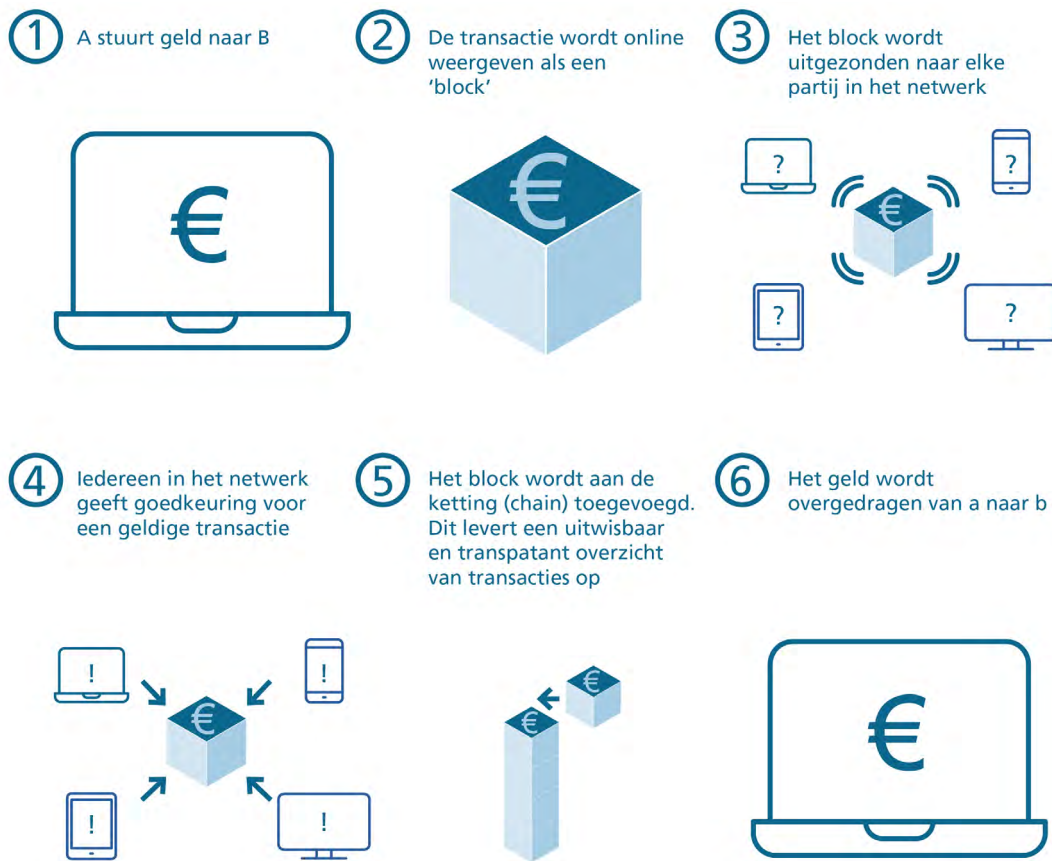 1
A stuurt geld naar B
€
2
De transactie wordt online
weergeven als een
‘block’
€
3
Het block wordt
uitgezonden naar elke
partij in het netwerk
?
?
€
?
?
4
Iedereen in het netwerk
geeft goedkeuring voor
een geldige transactie
!
!
€
!
!
5
Het block wordt aan de
ketting (chain) toegevoegd.
Dit levert een uitwisbaar
en transpatant overzicht
van transacties op
€
€
6
Het geld wordt
overgedragen van a naar b
€